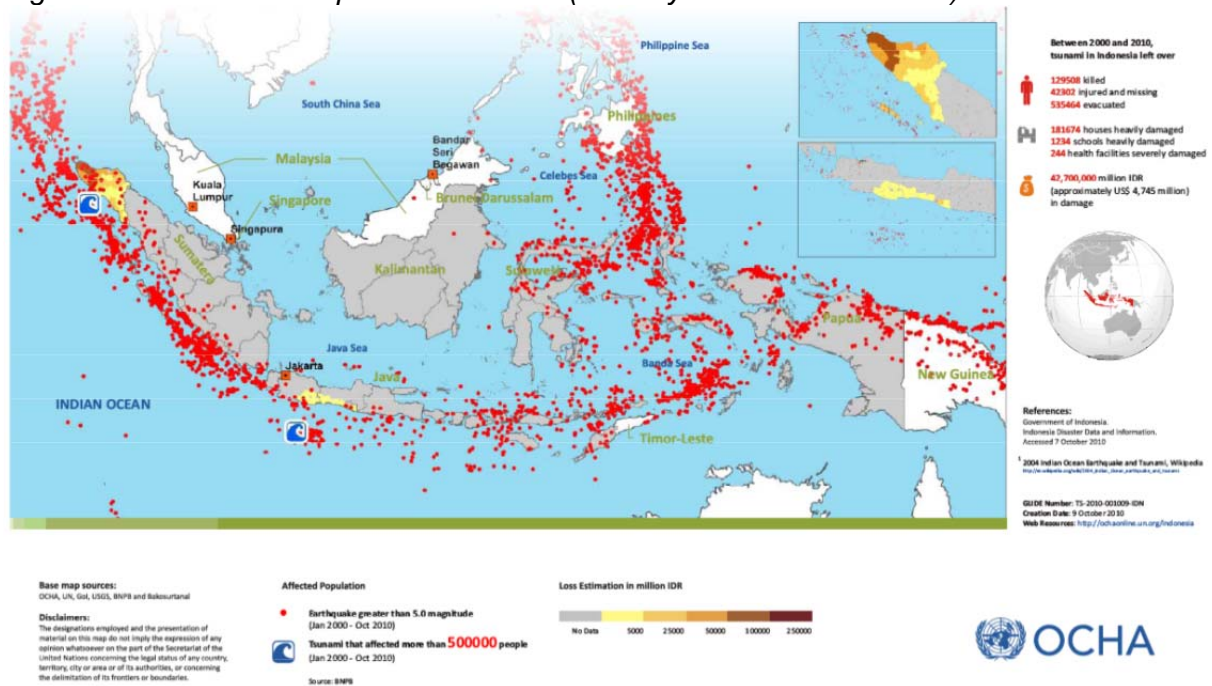 Philippine Sea
South China Sea
Philippines
Bandar
Seri
Begawan
Malaysia
Celebes Sea
Kuala
Lumpur
Singapore
Brunei Darussalam
Singapura
Sumatera
Kalimantan
Sulawesi
Papua
Java Sea
Banda Sea
Jakarta
Java
New Guinea
INDIAN OCEAN
Timor-Leste
Between 2000 and 2010,
tsunami in Indonesia left over
129508 killed
42302 injured and missing
535464 evacuated
181674 houses heavily damaged
1234 schools heavily damaged
244 health facilities severely damaged
42,700,000 million IDR
(approximately US$ 4,745 million)
in damage
References:
Government of Indonesia.
Indonesia Disaster Data and Information.
Accessed 7 October 2010
1 2004 Indian Ocean Earthquake and Tsunami, Wikipedia
GLIDE Number: TS-2010-001009-IDN
Creation Date: 9 October 2010
Web Resources: http://ochaonline.un.org/indonesia
Base map sources:
OCHA, UN, GoI, USGS, BNPB and Bakosurtanal
Disclaimers:
The designations employed and the presentation of
material on this map do not imply the expression of any
opinion whatsoever on the part of the Secretariat of the
United Nations concerning the legal status of any country,
territory, city or area or of its authorities, or concerning
the delimitation of its frontiers or boundaries.
Affected Population
Earthquake greater than 5.0 magnitude
(Jan 2000 - Oct 2010)
Tsunami that affected more than 500000 people
(Jan 2000 - Oct 2010)
Source: BNPB
Loss Estimation in million IDR
No Data 5000 25000 50000 100000 250000
OCHA